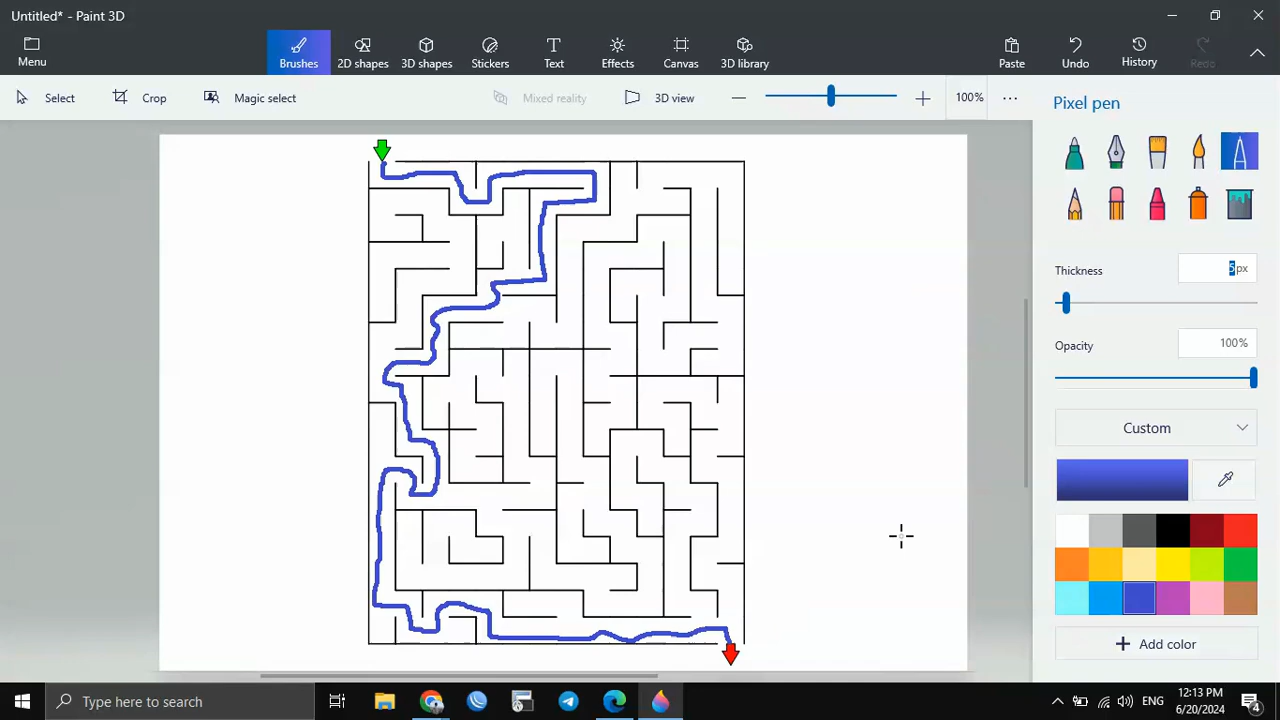 Untitled* - Paint 3D
Menu
Brushes
2D shapes
3D shapes
Stickers
Text
Effects
Canvas
3D library
Paste
Undo
History
Redo
Select
Crop
Magic select
Mixed reality
3D view
100%
Pixel pen
Thickness
5px
Opacity
100%
Custom
Add color
Type here to search
ENG
12:13 PM
6/20/2024
4